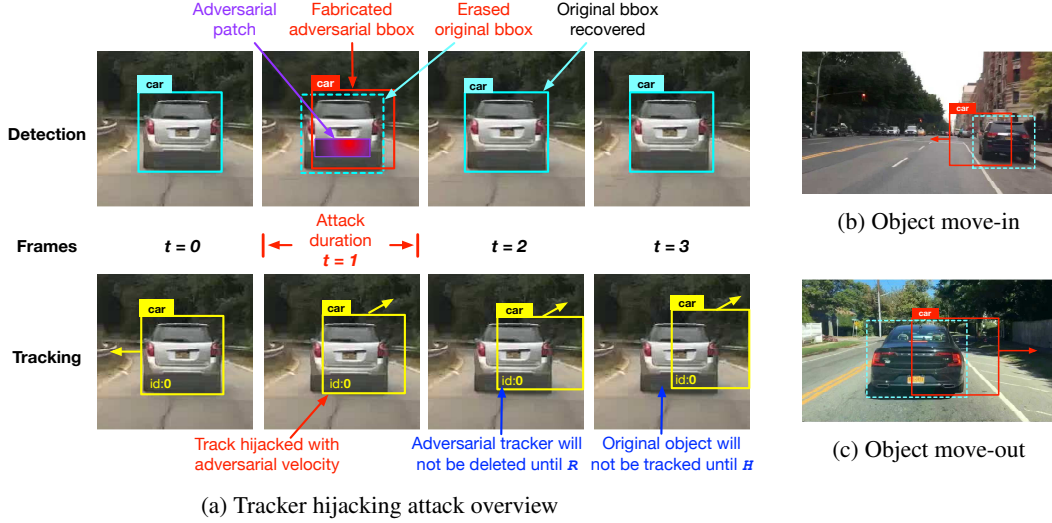 Adversarial
patch
Fabricated
adversarial bbox
Erased
original bbox
Original bbox
recovered
Detection
car
car
car
car
Frames
t = 0
Attack
duration
t = 1
t = 2
t = 3
Tracking
car
id:0
car
id:0
car
id:0
car
id:0
Track hijacked with
adversarial velocity
Adversarial tracker will
not be deleted until R
Original object will
not be tracked until H
(a) Tracker hijacking attack overview
car
(b) Object move-in
car
(c) Object move-out